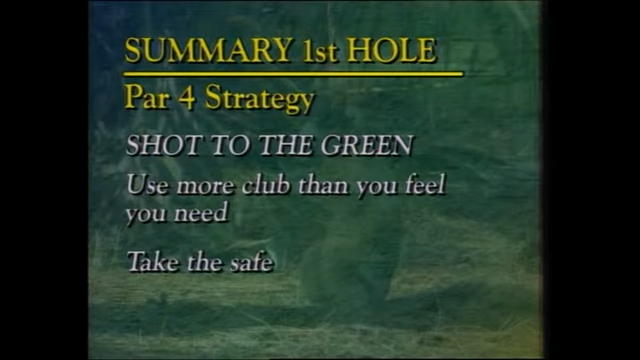 SUMMARY 1st HOLE
Par 4 Strategy
SHOT TO THE GREEN
Use more club than you feel
you need
Take the safe